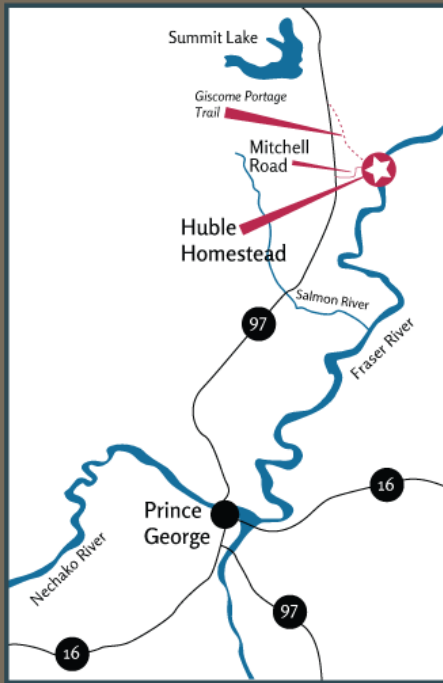 Summit Lake
Giscome Portage
Trail
Mitchell
Road
Huble
Homestead
Salmon River
97
Fraser River
16
Prince
George
Nechako River
97
16